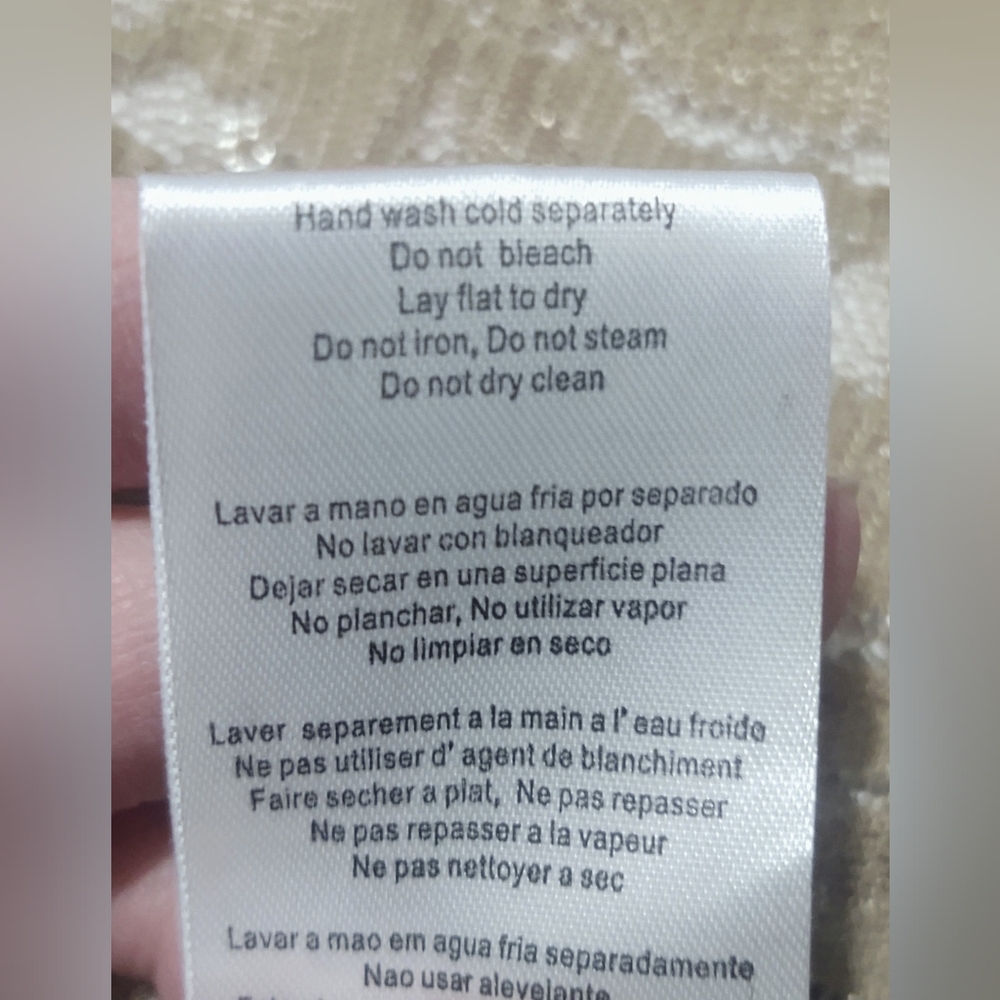 Hand wash cold separately
Do not bleach
Lay flat to dry
Do not iron, Do not steam
Do not dry clean
Lavar a mano en agua fria por separado
No lavar con blanqueador
Dejar secar en una superficie plana
No planchar, No utilizar vapor
No limpiar en seco
Laver separement a la main a l' eau froide
Ne pas utiliser d' agent de blanchiment
Faire secher a plat, Ne pas repasser
Ne pas repasser a la vapeur
Ne pas nettoyer a sec
Lavar a mao em agua fria separadamente
Nao usar alevelante